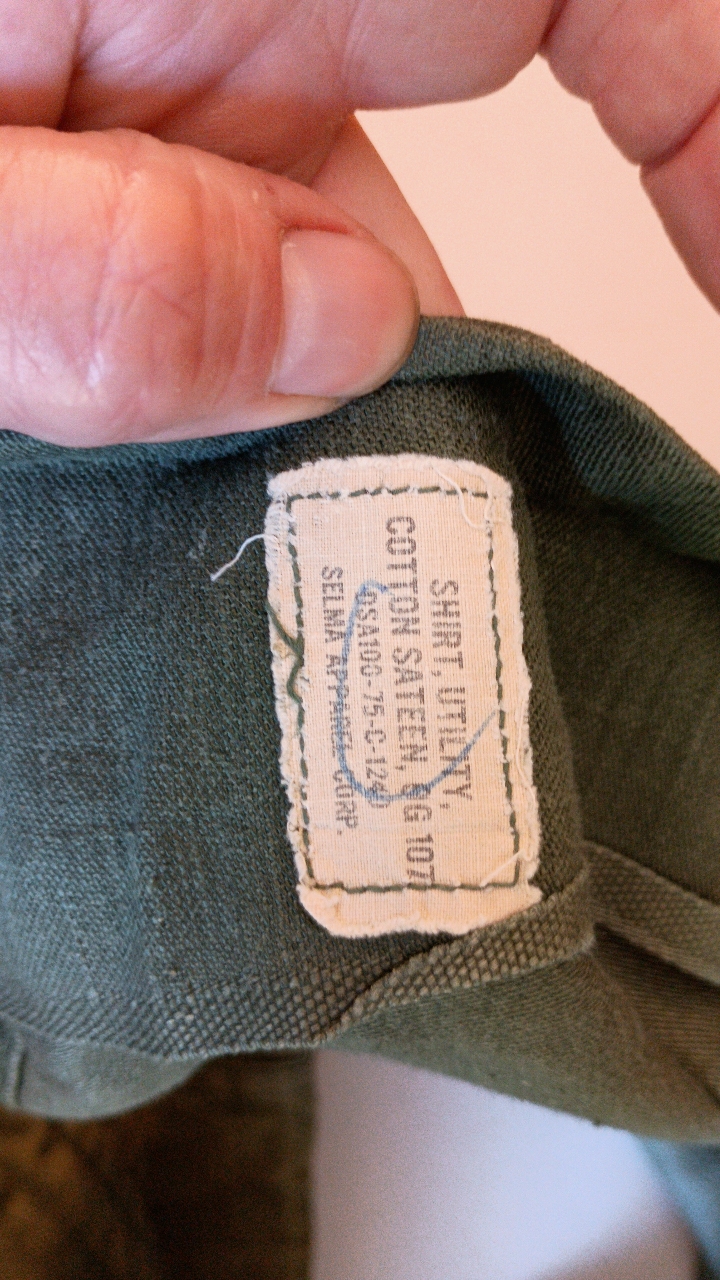 SHIRT, UTILITY,
COTTON SATEEN, OG 107
SELMA APPAREL CORP.